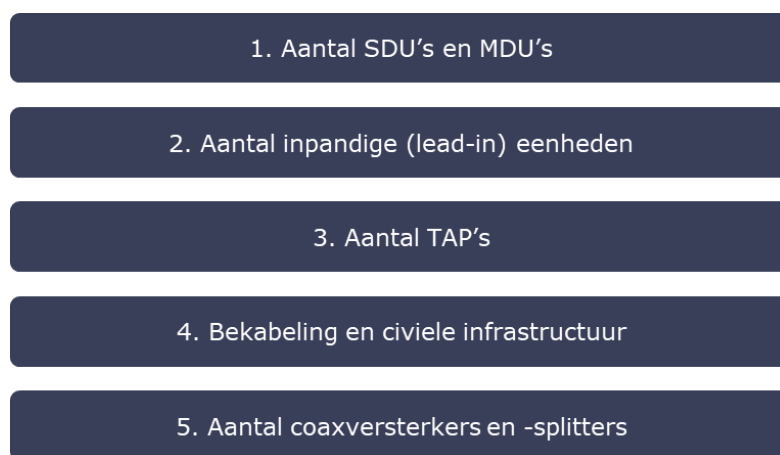 1. Aantal SDU’s en MDU’s
2. Aantal inpandige (lead-in) eenheden
3. Aantal TAP’s
4. Bekabeling en civiele infrastructuur
5. Aantal coaxversterkers en -splitters